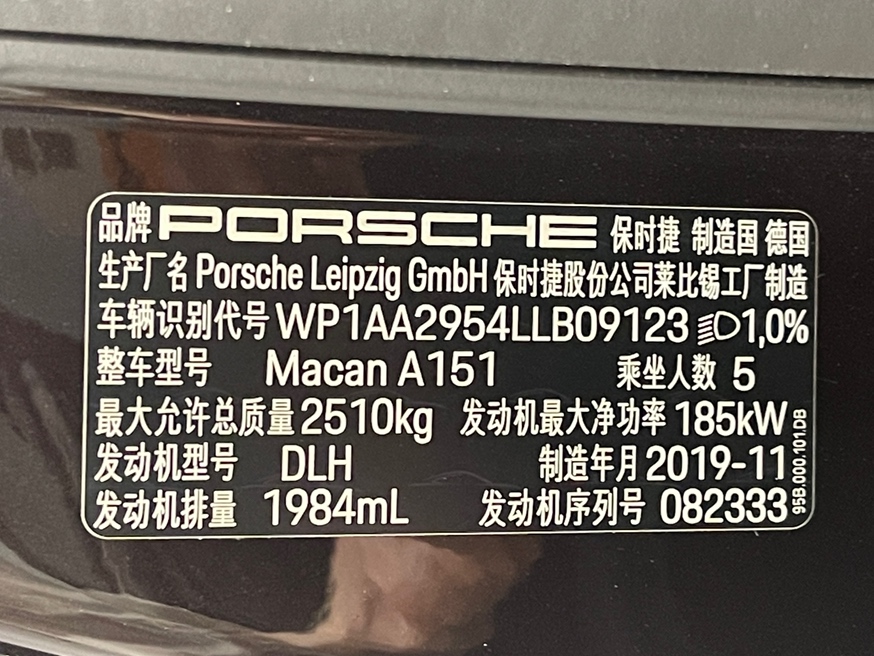 品牌 PORSCHE 保时捷 制造国 德国
生产厂名 Porsche Leipzig GmbH 保时捷股份公司莱比锡工厂制造
车辆识别代号 WP1AA2954LLB09123 1,0%
整车型号 Macan A151 乘坐人数 5
最大允许总质量 2510kg 发动机最大净功率 185kW
发动机型号 DLH 制造年月 2019-11
发动机排量 1984mL 发动机序列号 082333
95B.000.101.DB